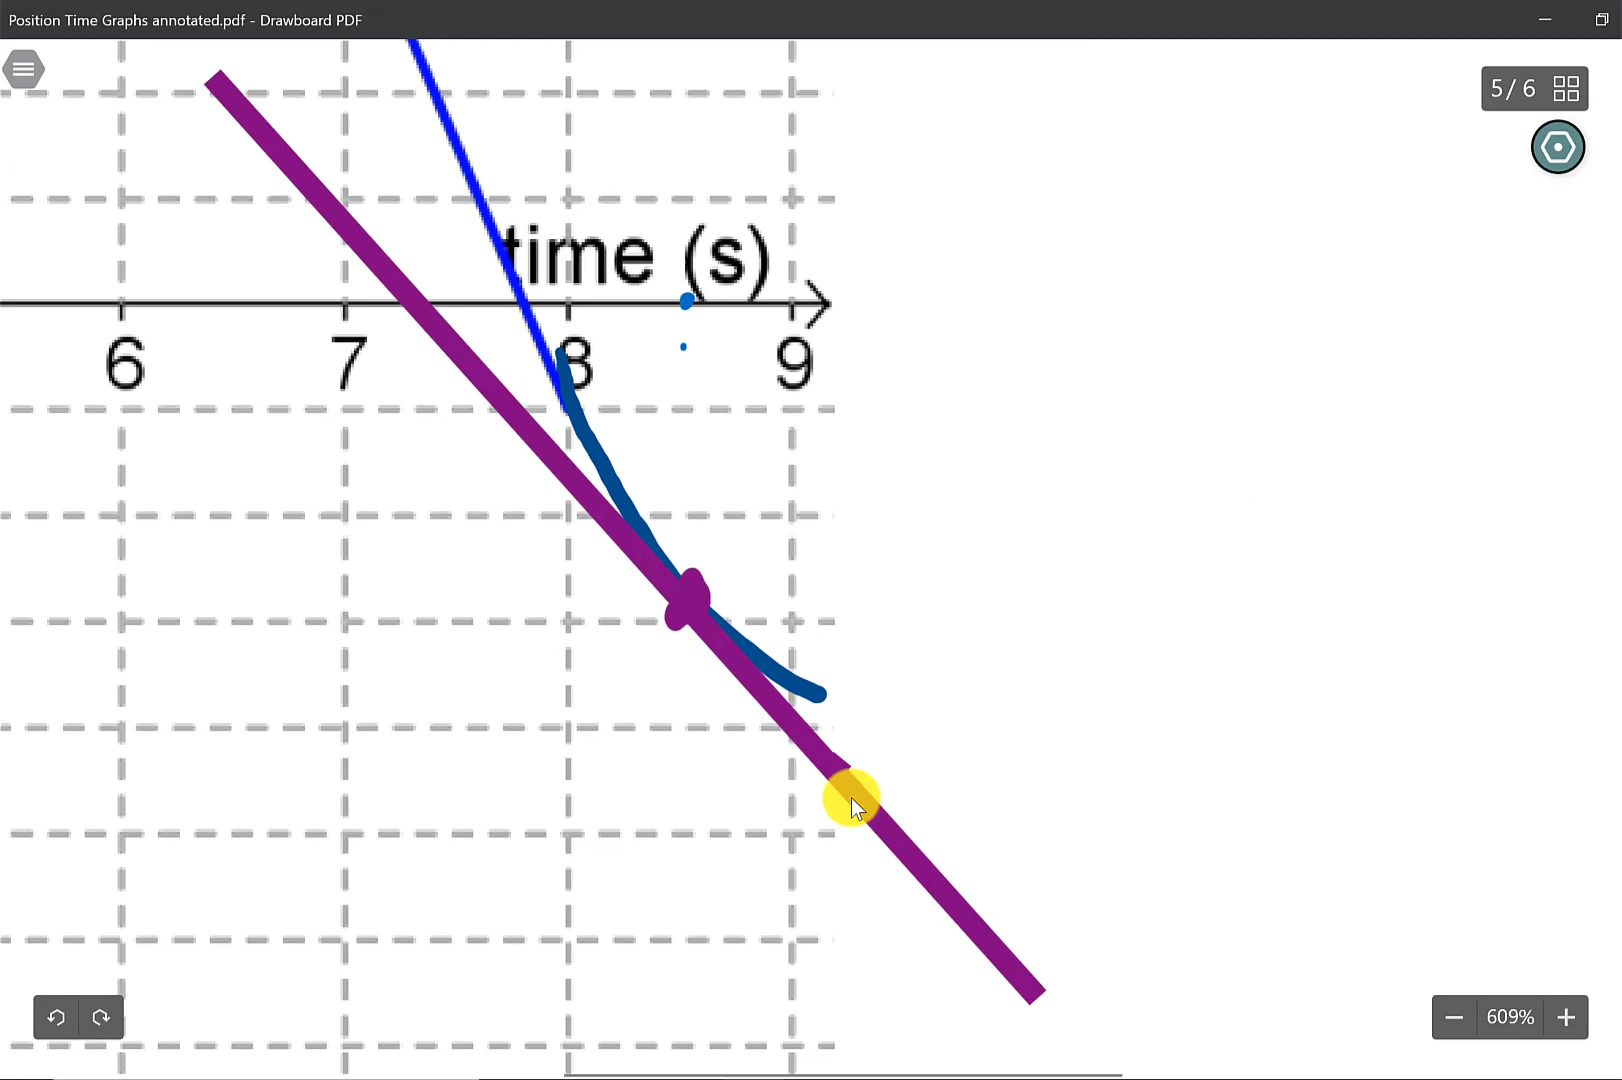 Position Time Graphs annotated.pdf - Drawboard PDF
5 / 6
time (s)
6 7 8 9
609%